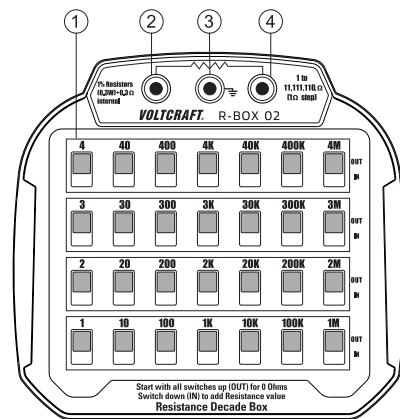 1 2 3 4
1% Resistors
(0,3W)+0,3 Ω
internal
1 to
11,111,110,Ω
(1Ω step)
VOLTCRAFT. R-BOX 02
4 40 400 4K 40K 400K 4M
OUT
IN
3 30 300 3K 30K 300K 3M
OUT
IN
2 20 200 2K 20K 200K 2M
OUT
IN
1 10 100 1K 10K 100K 1M
OUT
IN
Start with all switches up (OUT) for 0 Ohms
Switch down (IN) to add Resistance value
Resistance Decade Box